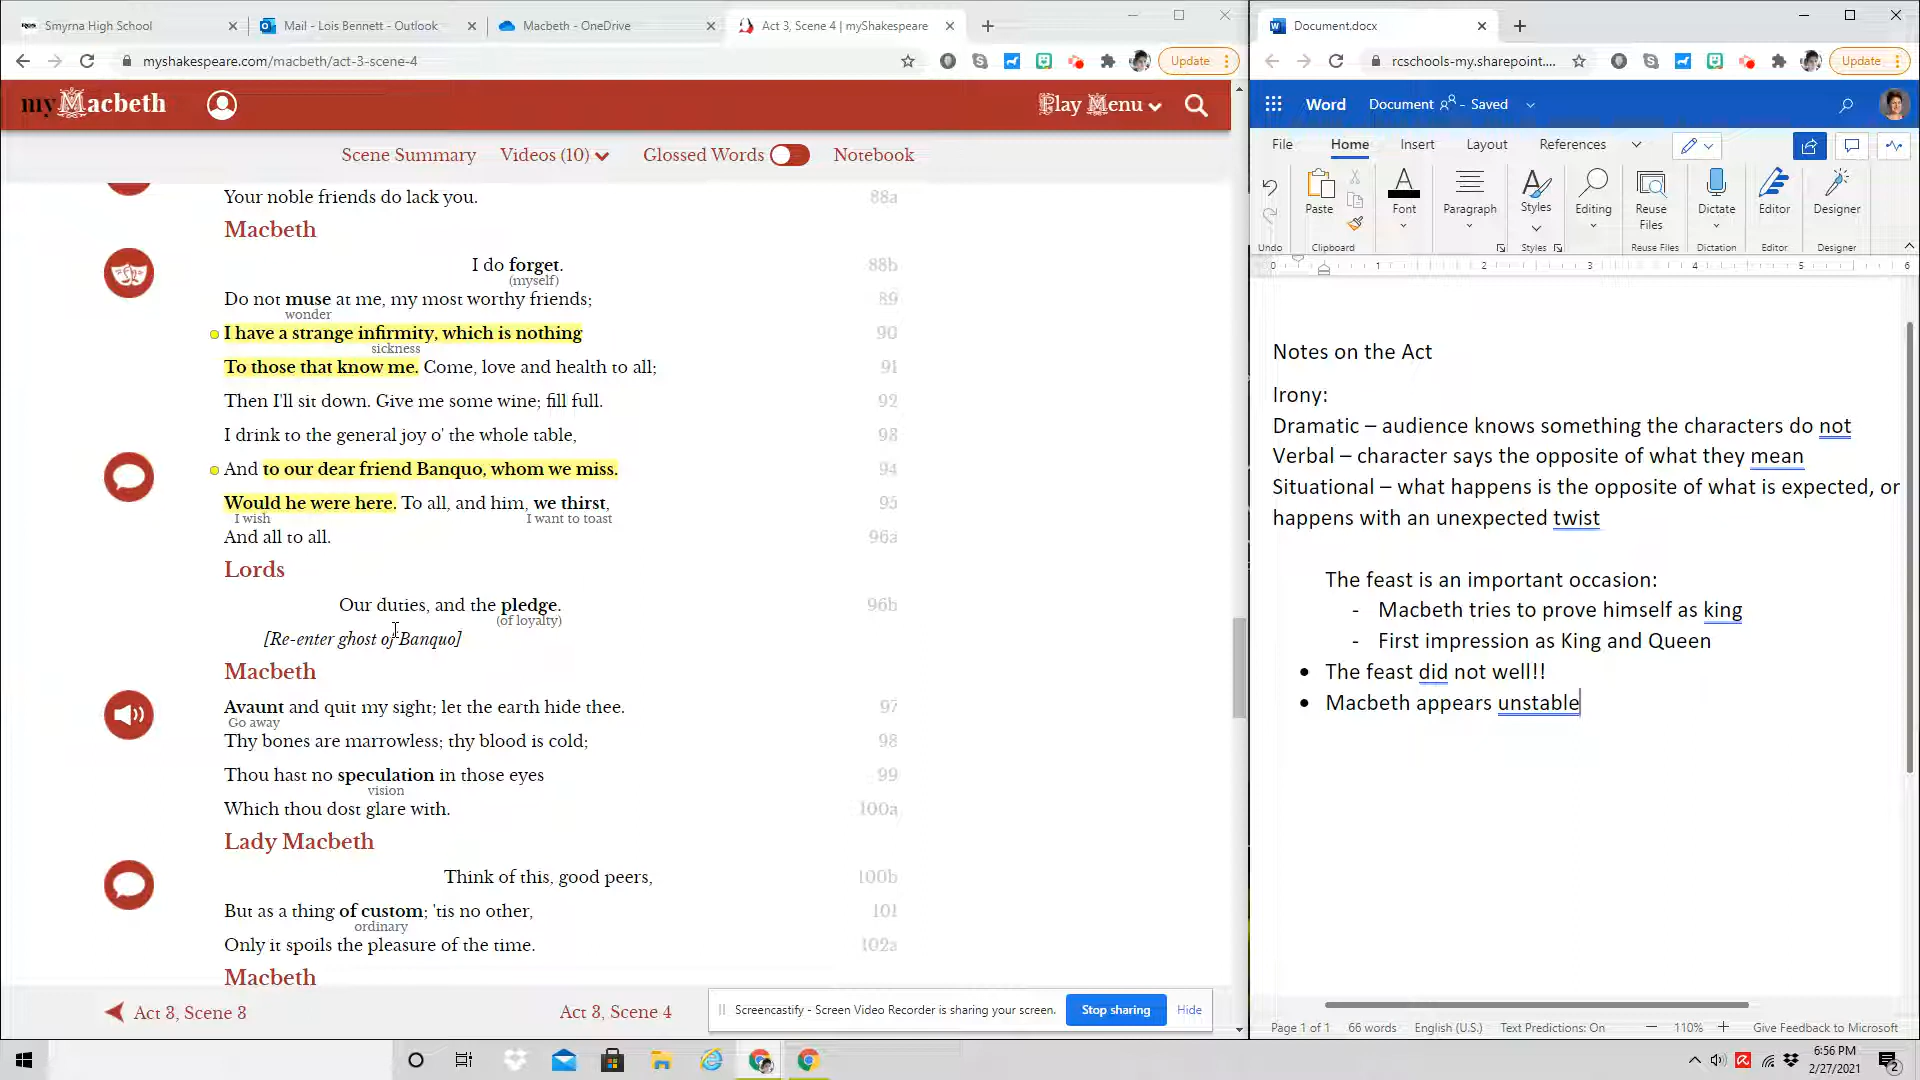 Smyrna High School
Mail - Lois Bennett - Outlook
Macbeth - OneDrive
Act 3, Scene 4 | myShakespeare
myshakespeare.com/macbeth/act-3-scene-4
Update
myMacbeth
Play Menu
Scene Summary
Videos (10)
Glossed Words
Notebook
Your noble friends do lack you. 88a
Macbeth
I do forget. 88b
(myself)
Do not muse at me, my most worthy friends; 89
wonder
I have a strange infirmity, which is nothing 90
sickness
To those that know me. Come, love and health to all; 91
Then I'll sit down. Give me some wine; fill full. 92
I drink to the general joy o' the whole table, 93
And to our dear friend Banquo, whom we miss. 94
Would he were here. To all, and him, we thirst, 95
I wish I want to toast
And all to all. 96a
Lords
Our duties, and the pledge. 96b
(of loyalty)
[Re-enter ghost of Banquo]
Macbeth
Avaunt and quit my sight; let the earth hide thee. 97
Go away
Thy bones are marrowless; thy blood is cold; 98
Thou hast no speculation in those eyes 99
vision
Which thou dost glare with. 100a
Lady Macbeth
Think of this, good peers, 100b
But as a thing of custom; 'tis no other, 101
ordinary
Only it spoils the pleasure of the time. 102a
Macbeth
Act 3, Scene 3
Act 3, Scene 4
Screencastify - Screen Video Recorder is sharing your screen.
Stop sharing
Hide
Document.docx
rcschools-my.sharepoint....
Update
Word
Document - Saved
File
Home
Insert
Layout
References
Paste
Font
Paragraph
Styles
Editing
Reuse Files
Dictate
Editor
Designer
Undo
Clipboard
Styles
Reuse Files
Dictation
Editor
Designer
0 1 2 3 4 5 6
Notes on the Act
Irony:
Dramatic – audience knows something the characters do not
Verbal – character says the opposite of what they mean
Situational – what happens is the opposite of what is expected, or
happens with an unexpected twist
The feast is an important occasion:
- Macbeth tries to prove himself as king
- First impression as King and Queen
• The feast did not well!!
• Macbeth appears unstable
Page 1 of 1
66 words
English (U.S.)
Text Predictions: On
110%
Give Feedback to Microsoft
6:56 PM
2/27/2021
2